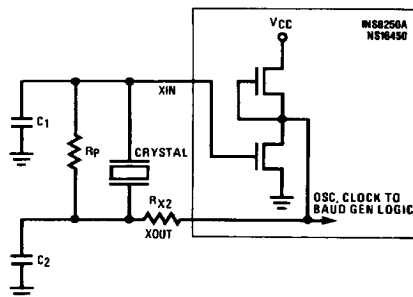 VCC
INS8250A
NS16450
XIN
C1
RP
CRYSTAL
RX2
XOUT
OSC. CLOCK TO
BAUD GEN LOGIC
C2